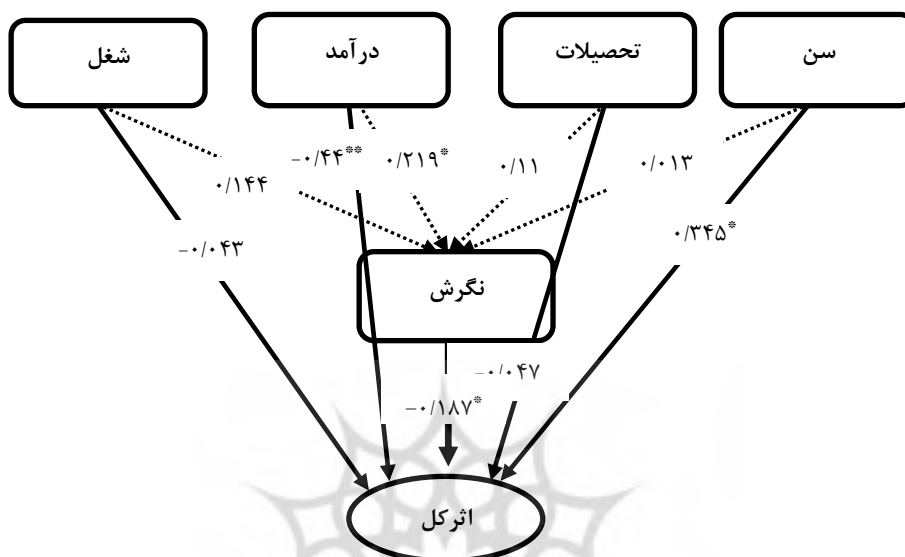 سن
تحصیلات
درآمد
شغل
۰/۰۱۳
۰/۱۱
۰/۲۱۹*
-۰/۴۴**
۰/۱۴۴
۰/۳۴۵*
-۰/۰۴۳
نگرش
-۰/۰۴۷
-۰/۱۸۷*
اثرکل